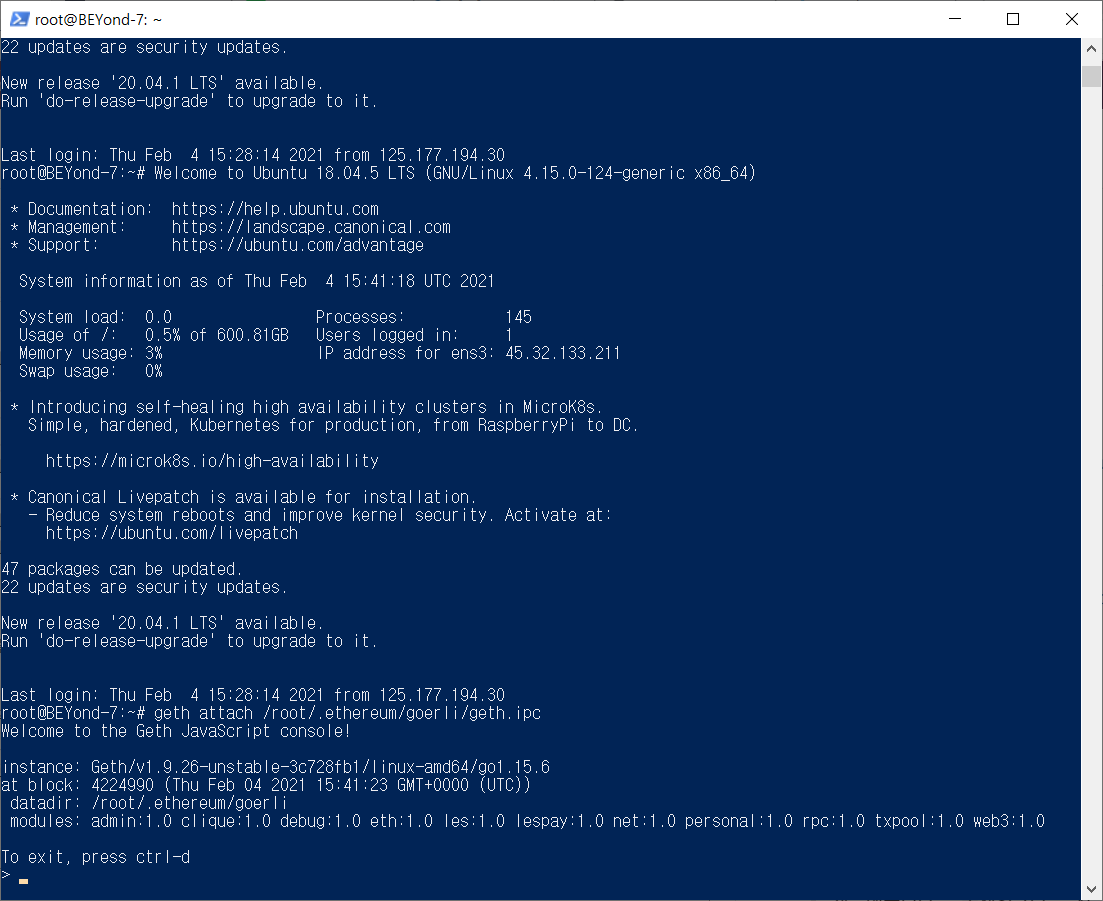 root@BEYond-7: ~
22 updates are security updates.
New release '20.04.1 LTS' available.
Run 'do-release-upgrade' to upgrade to it.
Last login: Thu Feb  4 15:28:14 2021 from 125.177.194.30
root@BEYond-7:~# Welcome to Ubuntu 18.04.5 LTS (GNU/Linux 4.15.0-124-generic x86_64)
 * Documentation:  https://help.ubuntu.com
 * Management:     https://landscape.canonical.com
 * Support:        https://ubuntu.com/advantage
  System information as of Thu Feb  4 15:41:18 UTC 2021
  System load:  0.0                Processes:           145
  Usage of /:   0.5% of 600.81GB   Users logged in:     1
  Memory usage: 3%                 IP address for ens3: 45.32.133.211
  Swap usage:   0%
 * Introducing self-healing high availability clusters in MicroK8s.
   Simple, hardened, Kubernetes for production, from RaspberryPi to DC.
     https://microk8s.io/high-availability
 * Canonical Livepatch is available for installation.
   - Reduce system reboots and improve kernel security. Activate at:
     https://ubuntu.com/livepatch
47 packages can be updated.
22 updates are security updates.
New release '20.04.1 LTS' available.
Run 'do-release-upgrade' to upgrade to it.
Last login: Thu Feb  4 15:28:14 2021 from 125.177.194.30
root@BEYond-7:~# geth attach /root/.ethereum/goerli/geth.ipc
Welcome to the Geth JavaScript console!
instance: Geth/v1.9.26-unstable-3c728fb1/linux-amd64/go1.15.6
at block: 4224990 (Thu Feb 04 2021 15:41:23 GMT+0000 (UTC))
 datadir: /root/.ethereum/goerli
 modules: admin:1.0 clique:1.0 debug:1.0 eth:1.0 les:1.0 lespay:1.0 net:1.0 personal:1.0 rpc:1.0 txpool:1.0 web3:1.0
To exit, press ctrl-d
>